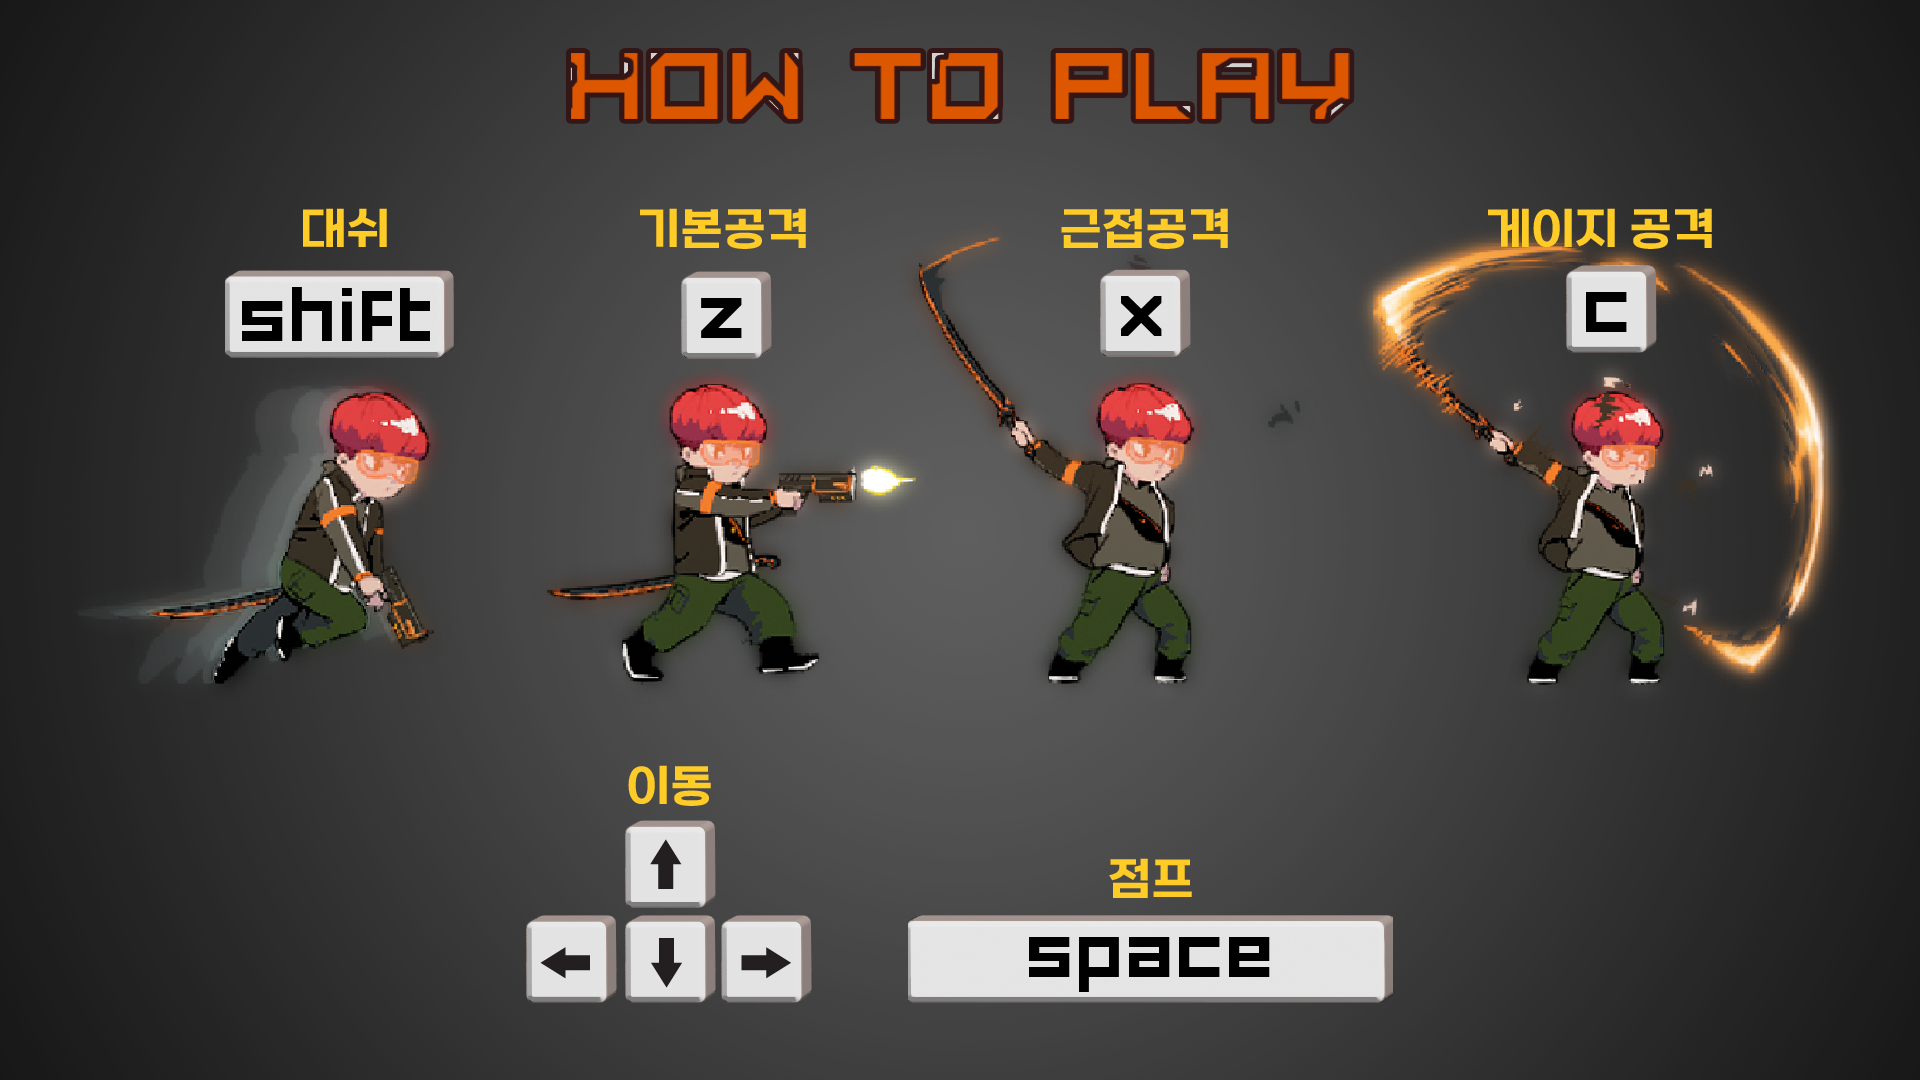 HOW TO PLAY
대쉬
shift
기본공격
z
근접공격
x
게이지 공격
c
이동
↑
← ↓ →
점프
space